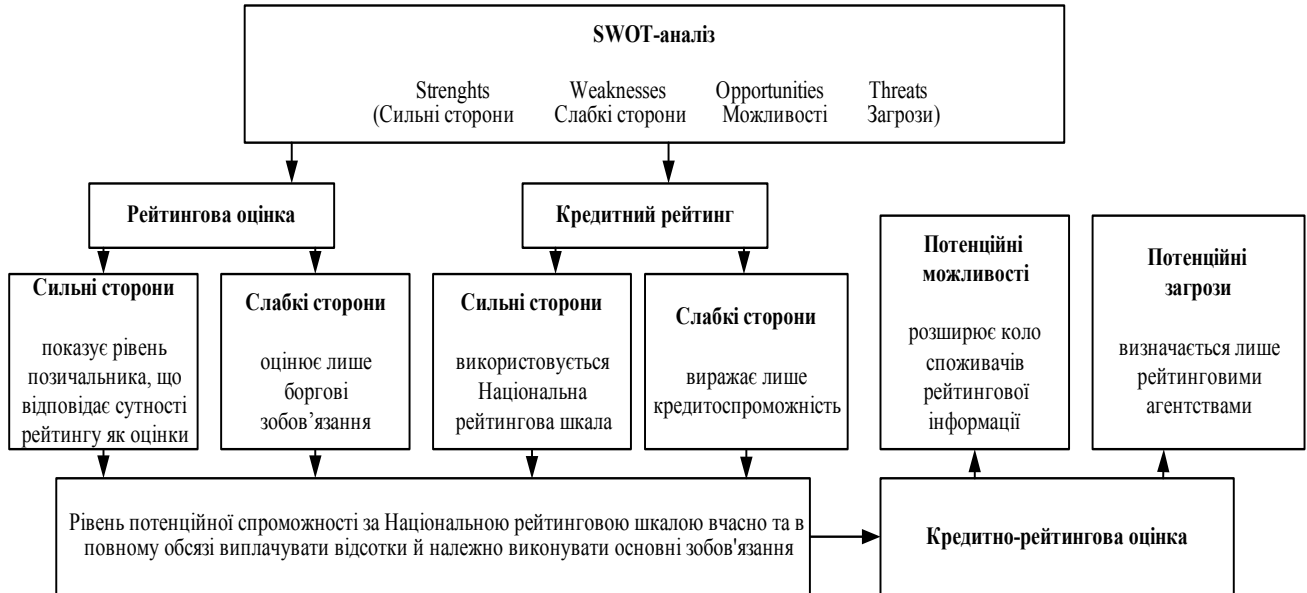 SWOT-аналіз
Strenghts Weaknesses Opportunities Threats
(Сильні сторони Слабкі сторони Можливості Загрози)
Рейтингова оцінка
Кредитний рейтинг
Сильні сторони
показує рівень
позичальника, що
відповідає сутності
рейтингу як оцінки
Слабкі сторони
оцінює лише
боргові
зобов’язання
Сильні сторони
використовується
Національна
рейтингова шкала
Слабкі сторони
виражає лише
кредитоспроможність
Потенційні
можливості
розширює коло
споживачів
рейтингової
інформації
Потенційні
загрози
визначається лише
рейтинговими
агентствами
Рівень потенційної спроможності за Національною рейтинговою шкалою вчасно та в
повному обсязі виплачувати відсотки й належно виконувати основні зобов'язання
Кредитно-рейтингова оцінка